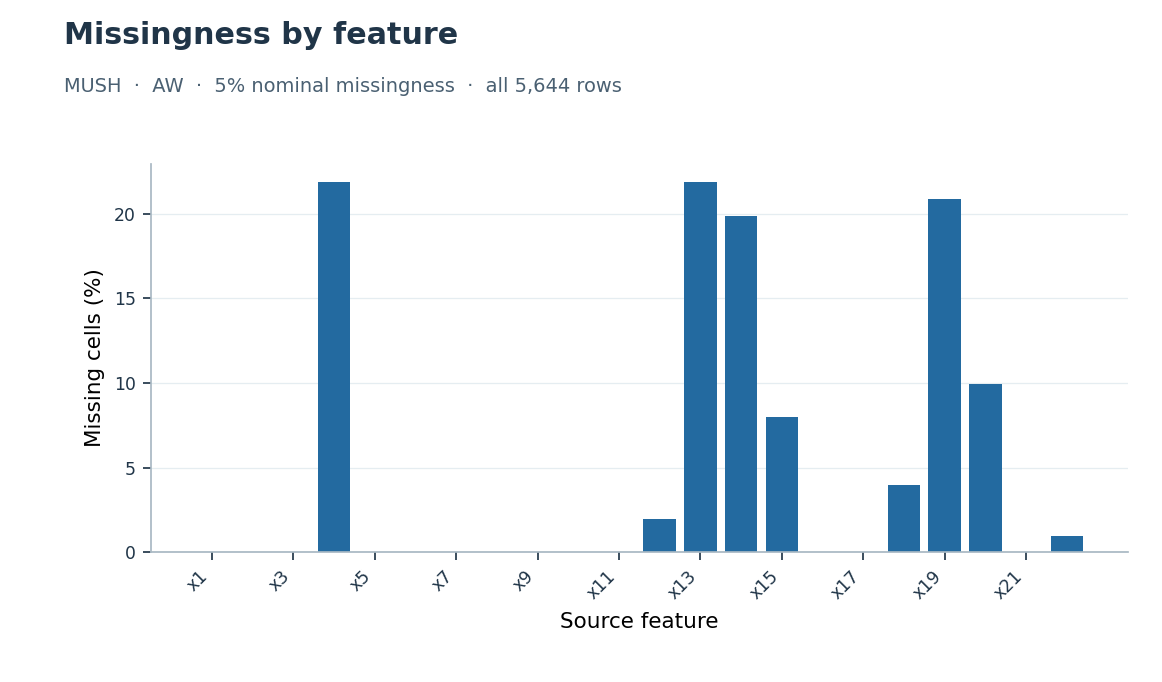 Missingness by feature
MUSH · AW · 5% nominal missingness · all 5,644 rows
Missing cells (%)
20
15
10
5
0
x1 x3 x5 x7 x9 x11 x13 x15 x17 x19 x21
Source feature